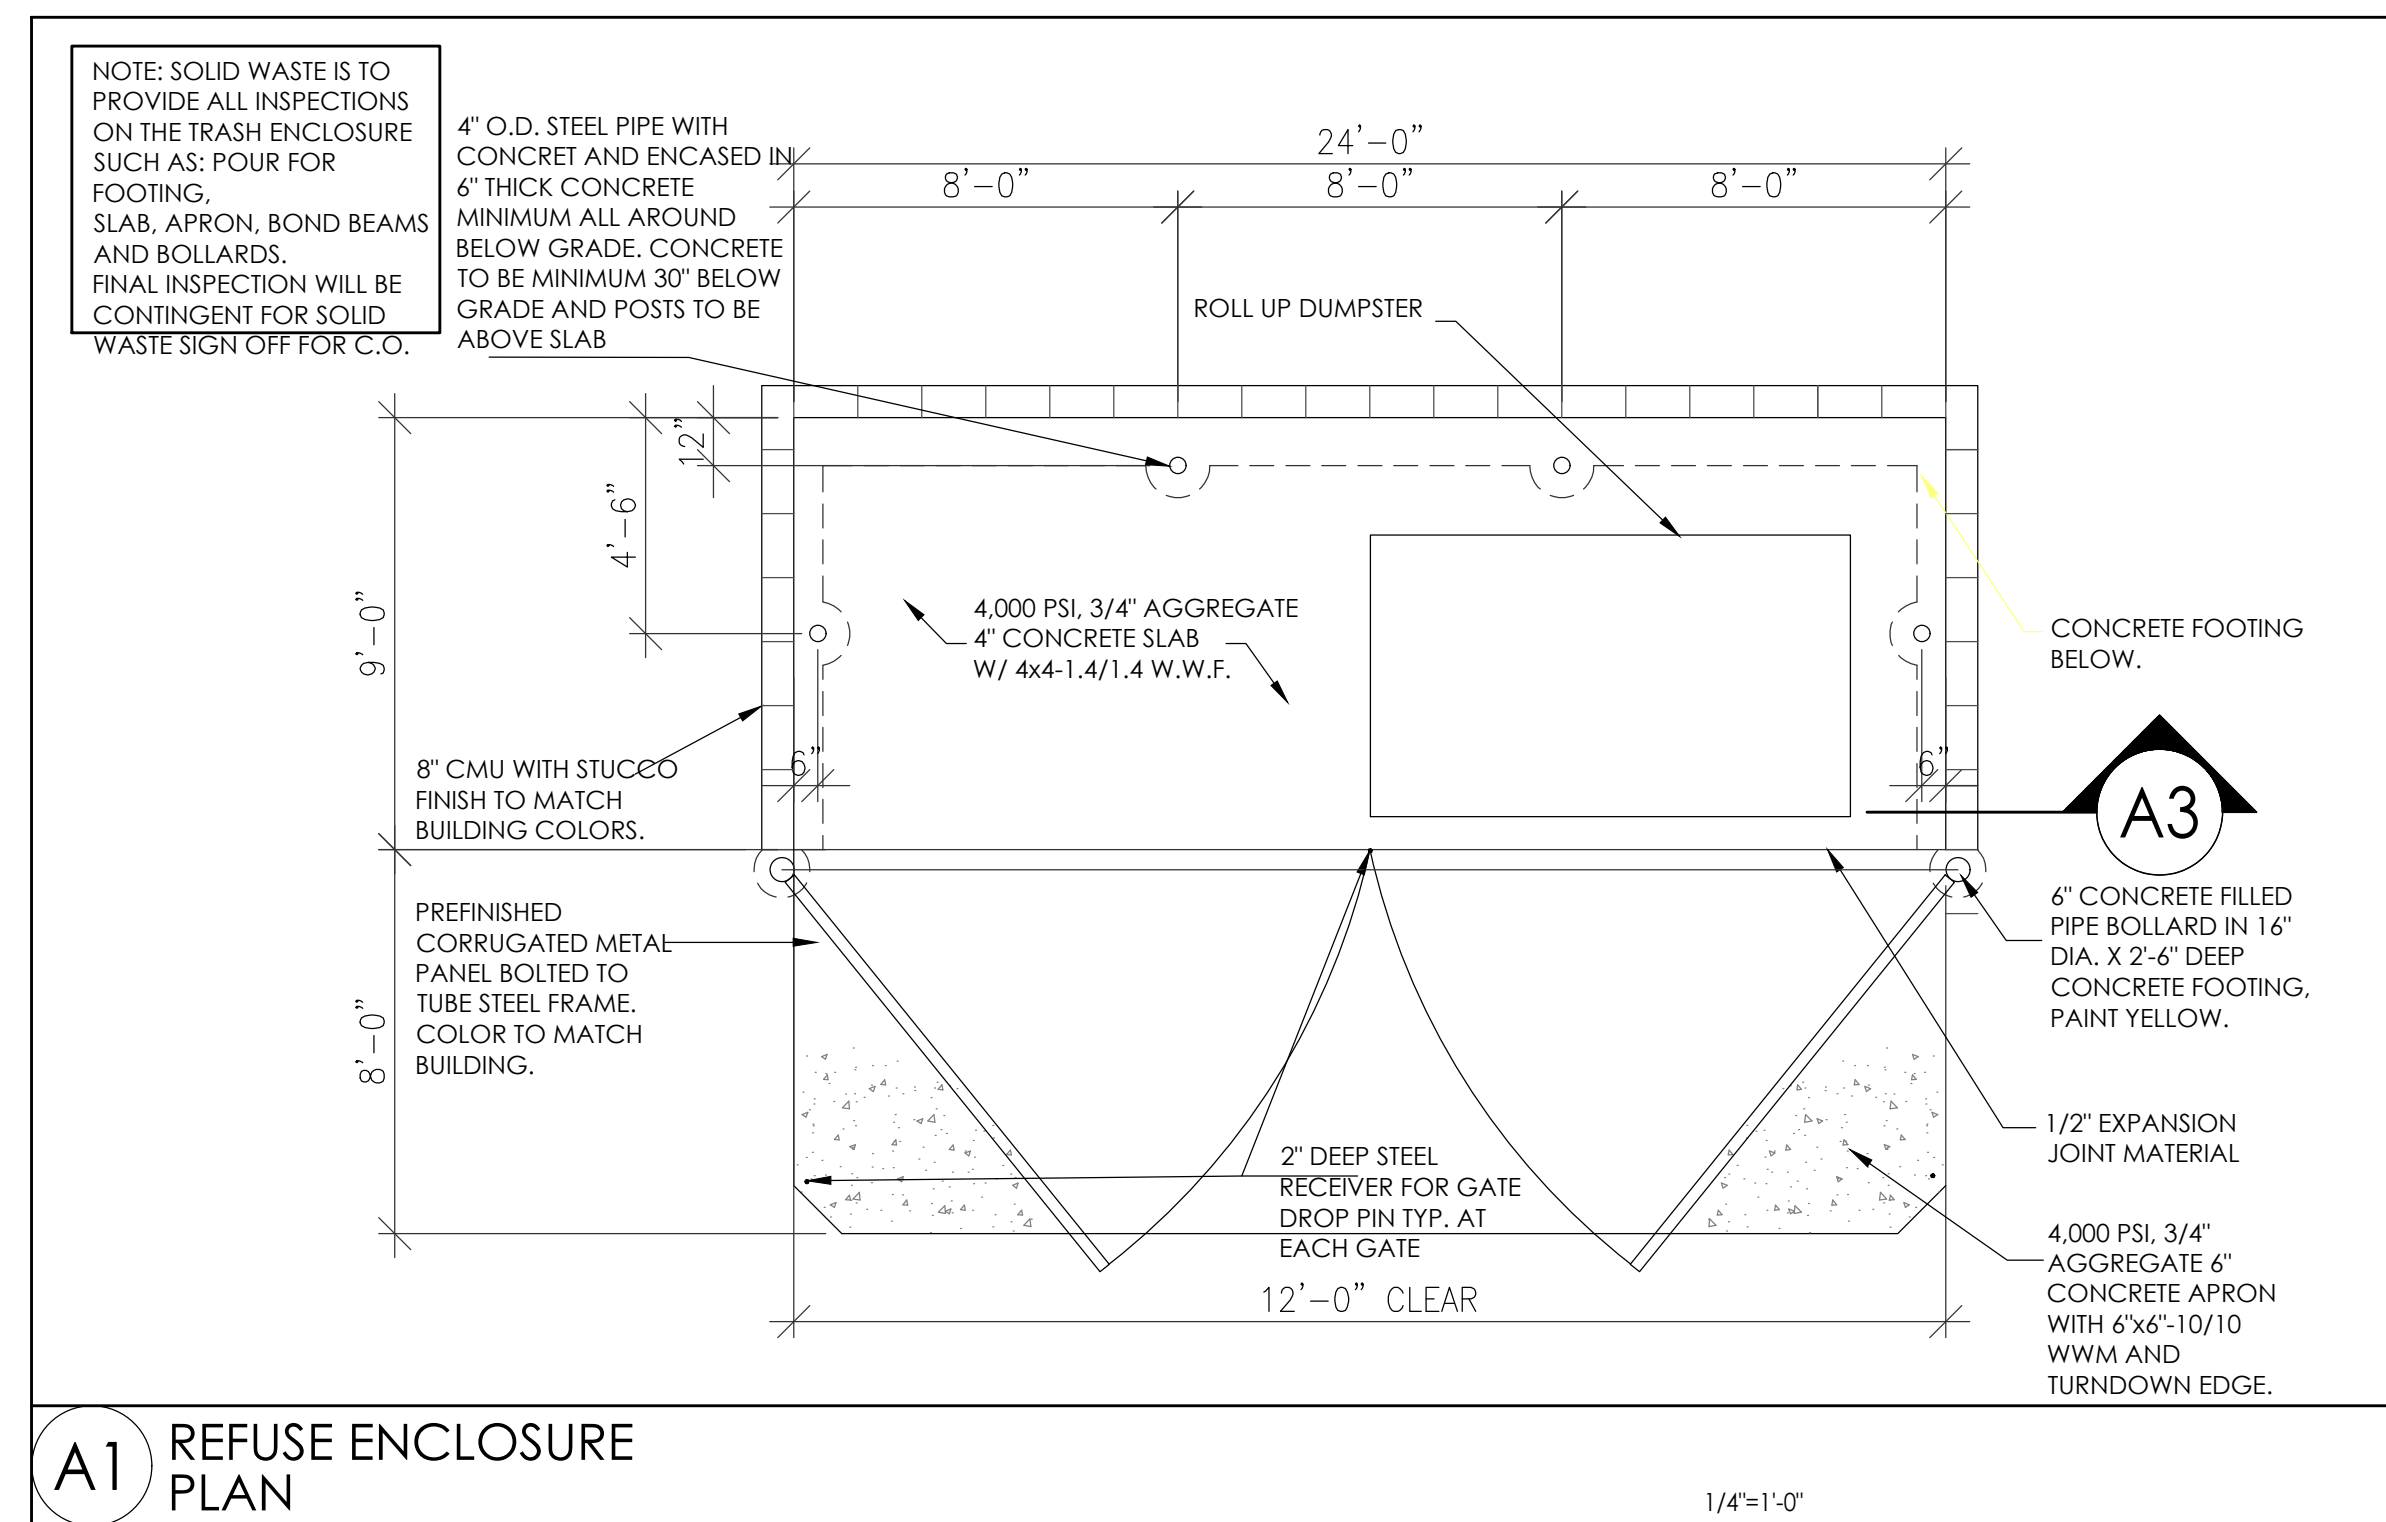 NOTE: SOLID WASTE IS TO
PROVIDE ALL INSPECTIONS
ON THE TRASH ENCLOSURE
SUCH AS: POUR FOR
FOOTING,
SLAB, APRON, BOND BEAMS
AND BOLLARDS.
FINAL INSPECTION WILL BE
CONTINGENT FOR SOLID
WASTE SIGN OFF FOR C.O.
4" O.D. STEEL PIPE WITH
CONCRET AND ENCASED IN
6" THICK CONCRETE
MINIMUM ALL AROUND
BELOW GRADE. CONCRETE
TO BE MINIMUM 30" BELOW
GRADE AND POSTS TO BE
ABOVE SLAB
24'-0"
8'-0"
8'-0"
8'-0"
ROLL UP DUMPSTER
12"
4'-6"
9'-0"
4,000 PSI, 3/4" AGGREGATE
4" CONCRETE SLAB
W/ 4x4-1.4/1.4 W.W.F.
CONCRETE FOOTING
BELOW.
8" CMU WITH STUCCO
FINISH TO MATCH
BUILDING COLORS.
6"
6"
A3
PREFINISHED
CORRUGATED METAL
PANEL BOLTED TO
TUBE STEEL FRAME.
COLOR TO MATCH
BUILDING.
8'-0"
6" CONCRETE FILLED
PIPE BOLLARD IN 16"
DIA. X 2'-6" DEEP
CONCRETE FOOTING,
PAINT YELLOW.
1/2" EXPANSION
JOINT MATERIAL
2" DEEP STEEL
RECEIVER FOR GATE
DROP PIN TYP. AT
EACH GATE
4,000 PSI, 3/4"
AGGREGATE 6"
CONCRETE APRON
WITH 6"x6"-10/10
WWM AND
TURNDOWN EDGE.
12'-0" CLEAR
A1
REFUSE ENCLOSURE
PLAN
1/4"=1'-0"